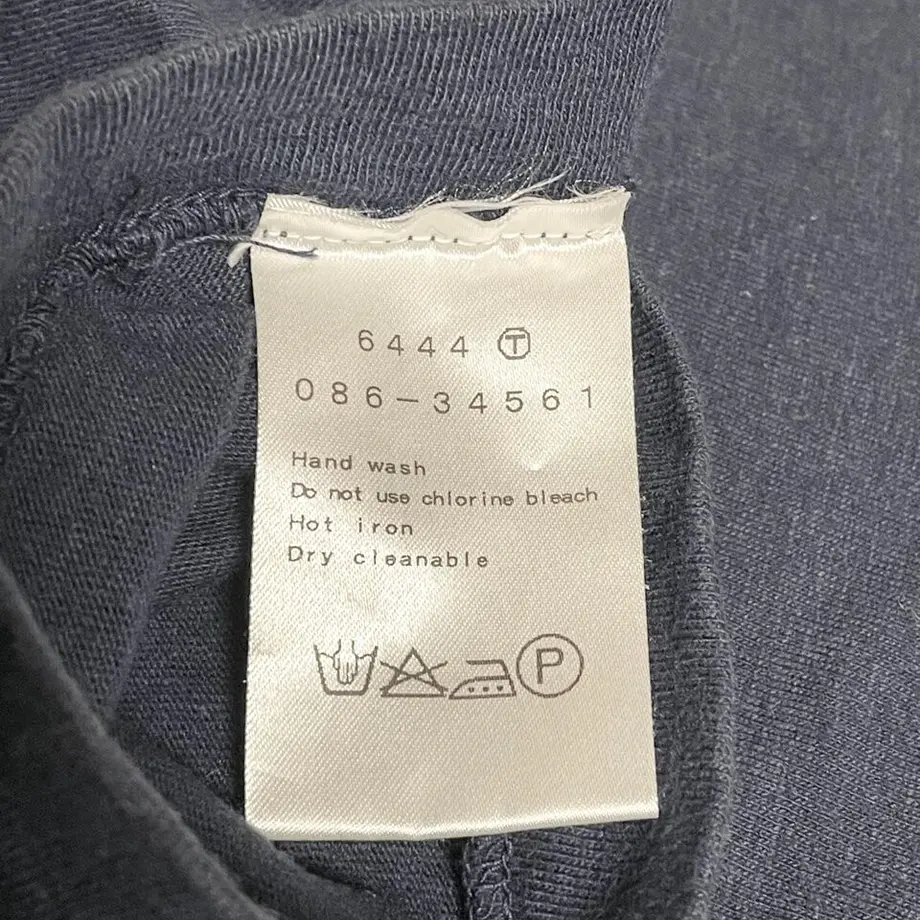 6444 Ⓣ
086-34561
Hand wash
Do not use chlorine bleach
Hot iron
Dry cleanable
P